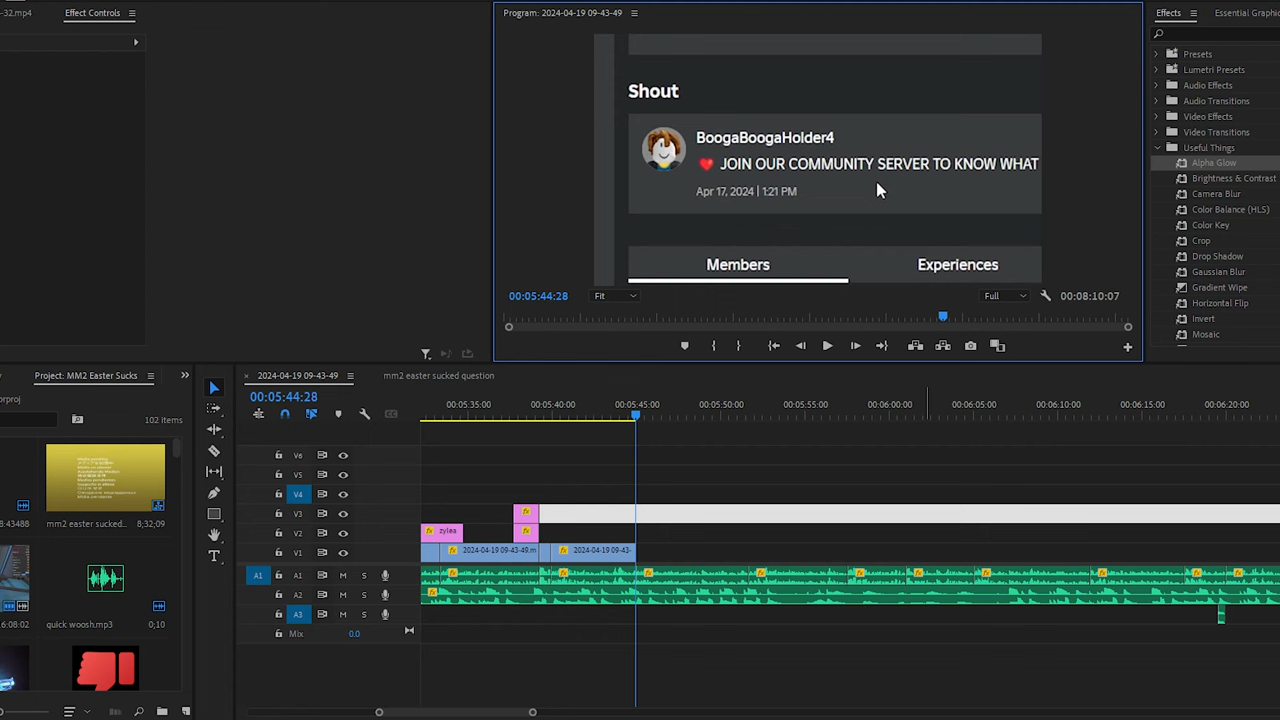 -32.mp4
Effect Controls
Program: 2024-04-19 09-43-49
Effects
Essential Graphic
Presets
Lumetri Presets
Audio Effects
Audio Transitions
Video Effects
Video Transitions
Useful Things
Alpha Glow
Brightness & Contrast
Camera Blur
Color Balance (HLS)
Color Key
Crop
Drop Shadow
Gaussian Blur
Gradient Wipe
Horizontal Flip
Invert
Mosaic
Shout
BoogaBoogaHolder4
❤️ JOIN OUR COMMUNITY SERVER TO KNOW WHAT
Apr 17, 2024 | 1:21 PM
Members
Experiences
00:05:44:28
Fit
Full
00:08:10:07
Project: MM2 Easter Sucks
orproj
102 items
mm2 easter sucked...
8;32;09
:8.43488
quick woosh.mp3
0;10
6:08:02
× 2024-04-19 09-43-49
mm2 easter sucked question
00:05:44:28
00:05:35:00
00:05:40:00
00:05:45:00
00:05:50:00
00:05:55:00
00:06:00:00
00:06:05:00
00:06:10:00
00:06:15:00
00:06:20:00
V6
V5
V4
V3
fx
V2
fx zylaa
fx
V1
fx 2024-04-19 09-43-49.m
fx 2024-04-19 09-43-
A1
A1
M
S
A2
M
S
A3
M
S
Mix
0.0